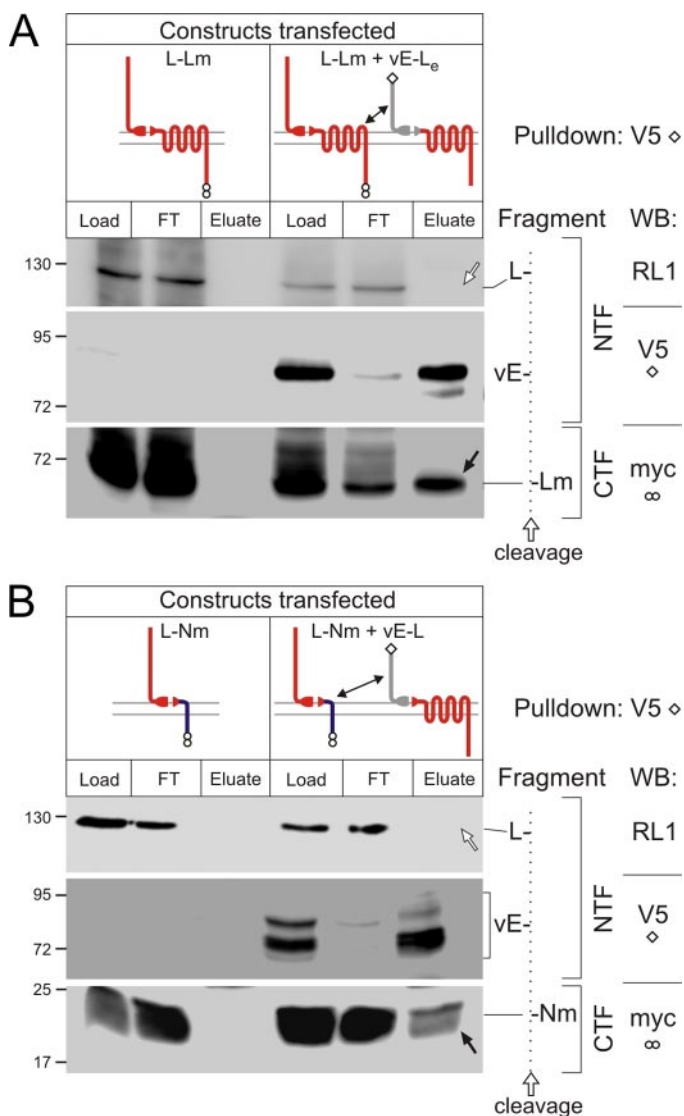 A
Constructs transfected
L-Lm
L-Lm + vE-Le
Pulldown: V5 ◇
Load FT Eluate Load FT Eluate Fragment WB:
130
L-
NTF
RL1
95
72
vE-
V5
◇
72
-Lm
CTF
myc
∞
cleavage
B
Constructs transfected
L-Nm
L-Nm + vE-L
Pulldown: V5 ◇
Load FT Eluate Load FT Eluate Fragment WB:
130
L-
NTF
RL1
95
72
vE-
V5
◇
25
17
-Nm
CTF
myc
∞
cleavage